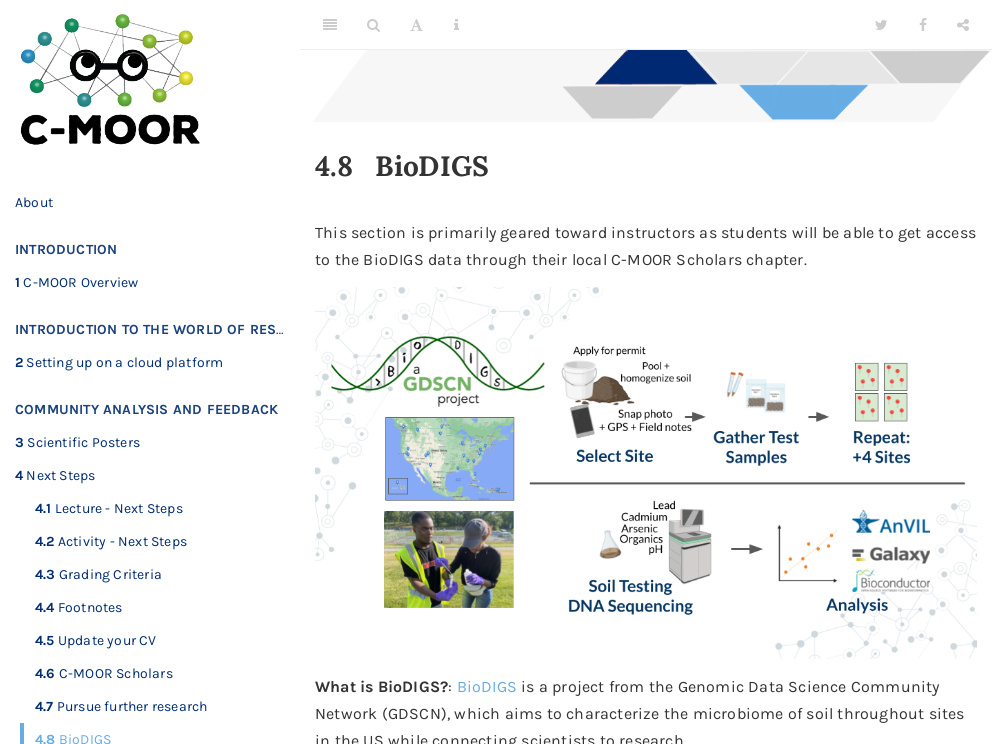 C-MOOR
About
INTRODUCTION
1 C-MOOR Overview
INTRODUCTION TO THE WORLD OF RES…
2 Setting up on a cloud platform
COMMUNITY ANALYSIS AND FEEDBACK
3 Scientific Posters
4 Next Steps
4.1 Lecture - Next Steps
4.2 Activity - Next Steps
4.3 Grading Criteria
4.4 Footnotes
4.5 Update your CV
4.6 C-MOOR Scholars
4.7 Pursue further research
4.8 BioDIGS
4.8 BioDIGS
This section is primarily geared toward instructors as students will be able to get access
to the BioDIGS data through their local C-MOOR Scholars chapter.
BioDIGS
a
GDSCN
project
Apply for permit
Pool +
homogenize soil
Snap photo
+ GPS + Field notes
Select Site
Gather Test
Samples
Repeat:
+4 Sites
Lead
Cadmium
Arsenic
Organics
pH
Soil Testing
DNA Sequencing
AnVIL
Galaxy
Bioconductor
Analysis
What is BioDIGS?: BioDIGS is a project from the Genomic Data Science Community
Network (GDSCN), which aims to characterize the microbiome of soil throughout sites
in the US while connecting scientists to research